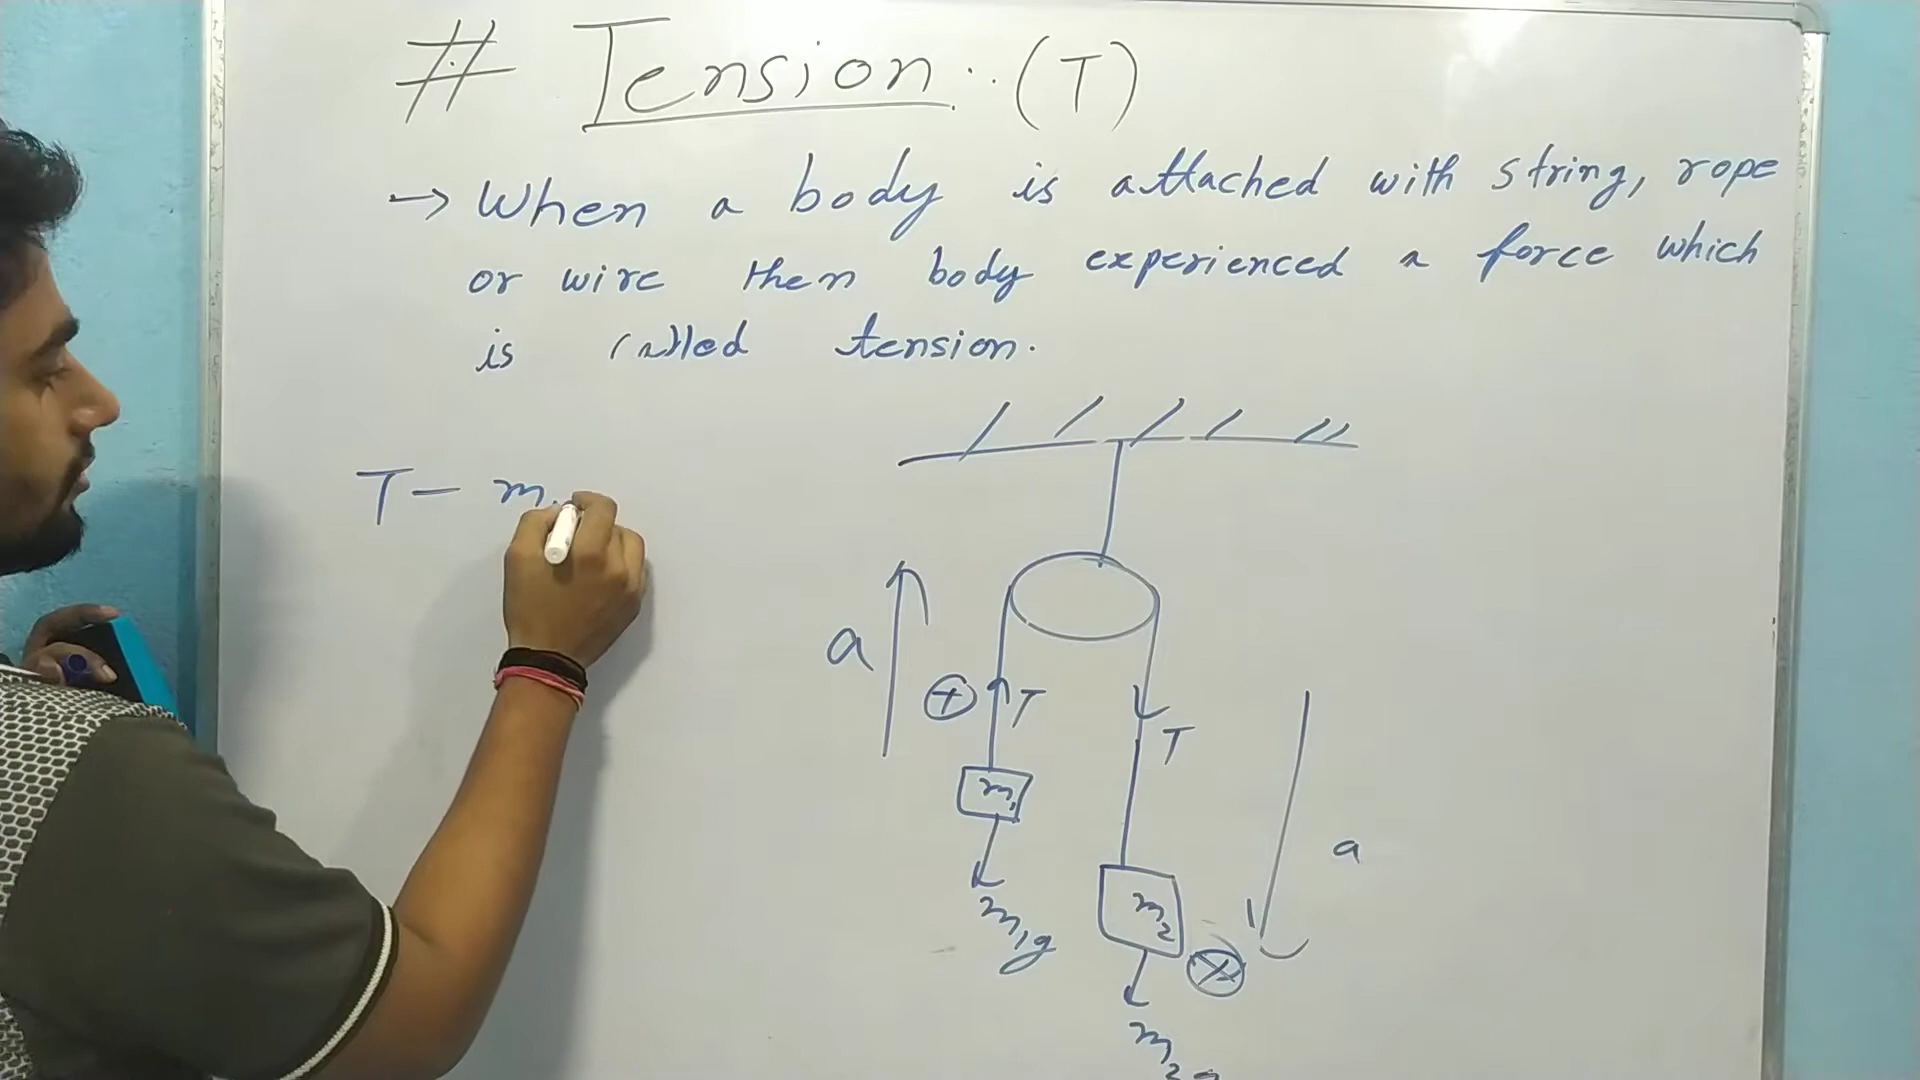 # Tension :- (T)
→ When a body is attached with string, rope
or wire then body experienced a force which
is called tension.
T - m
a
+ T
T
m1
a
m1g
m2
m2g